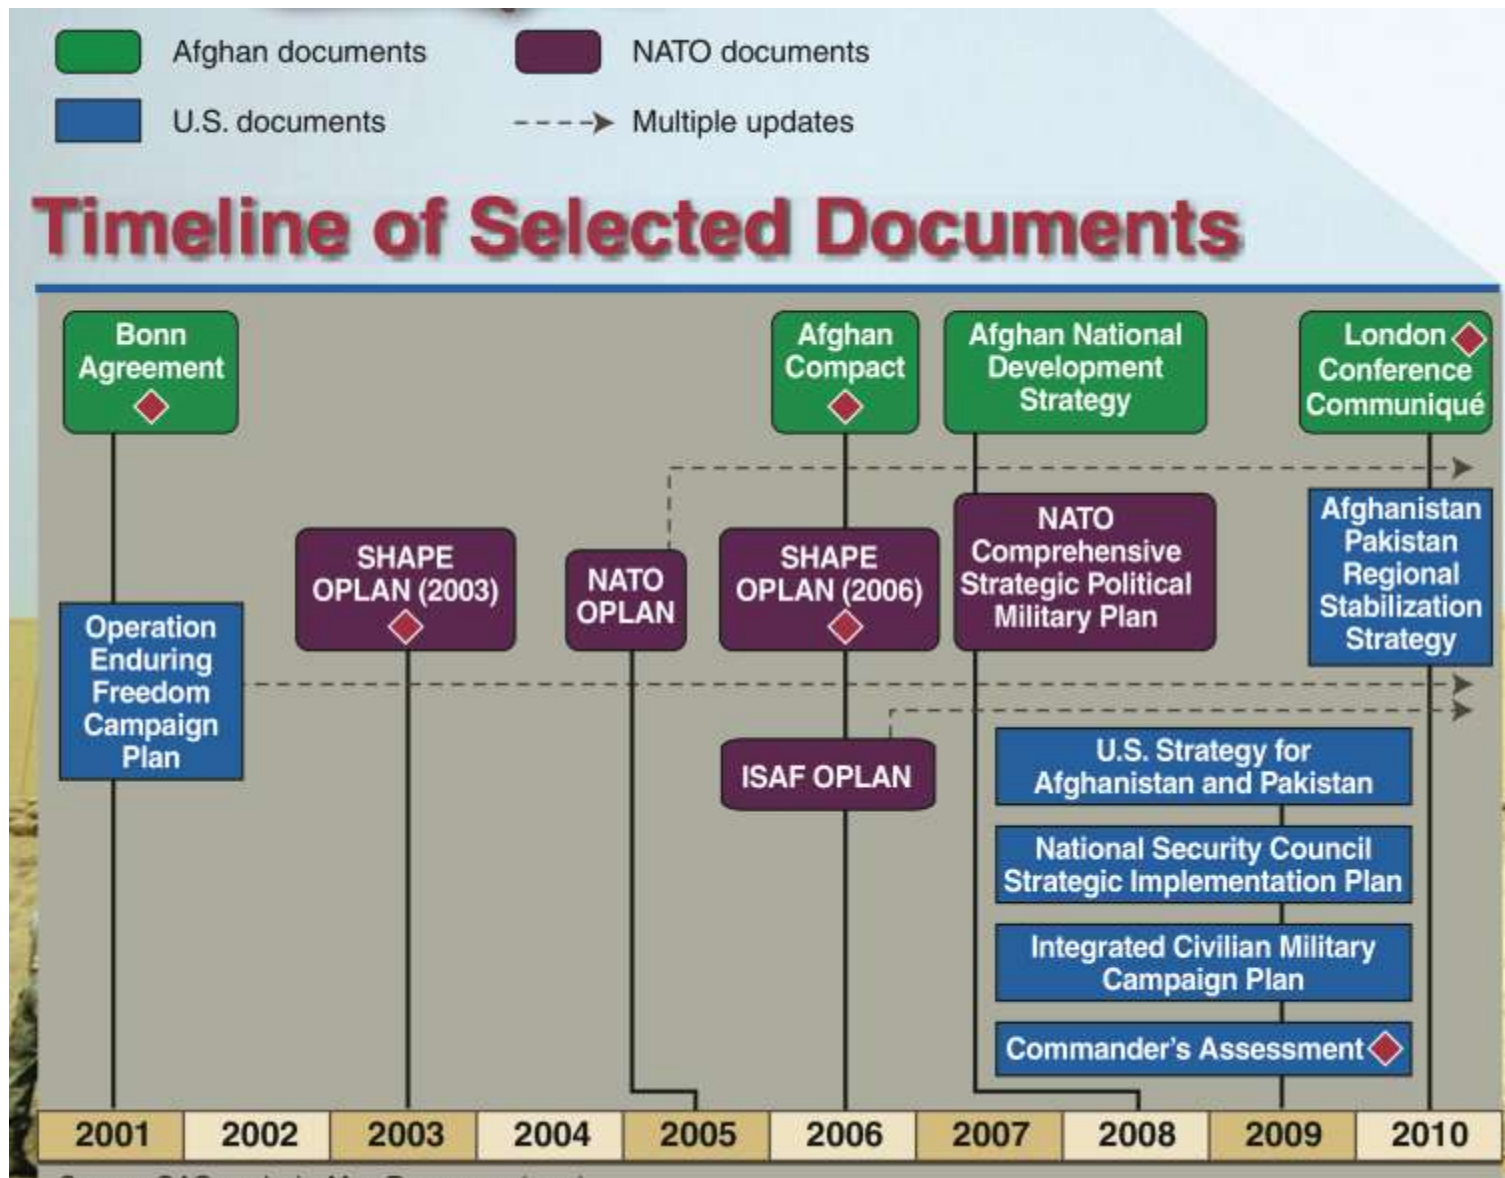 Afghan documents
NATO documents
U.S. documents
Multiple updates
Timeline of Selected Documents
Bonn
Agreement
Afghan
Compact
Afghan National
Development
Strategy
London
Conference
Communiqué
SHAPE
OPLAN (2003)
NATO
OPLAN
SHAPE
OPLAN (2006)
NATO
Comprehensive
Strategic Political
Military Plan
Afghanistan
Pakistan
Regional
Stabilization
Strategy
Operation
Enduring
Freedom
Campaign
Plan
ISAF OPLAN
U.S. Strategy for
Afghanistan and Pakistan
National Security Council
Strategic Implementation Plan
Integrated Civilian Military
Campaign Plan
Commander's Assessment
2001 2002 2003 2004 2005 2006 2007 2008 2009 2010